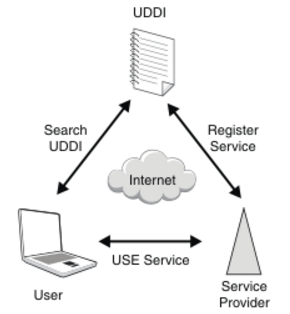 UDDI
Search
UDDI
Register
Service
Internet
USE Service
User
Service
Provider